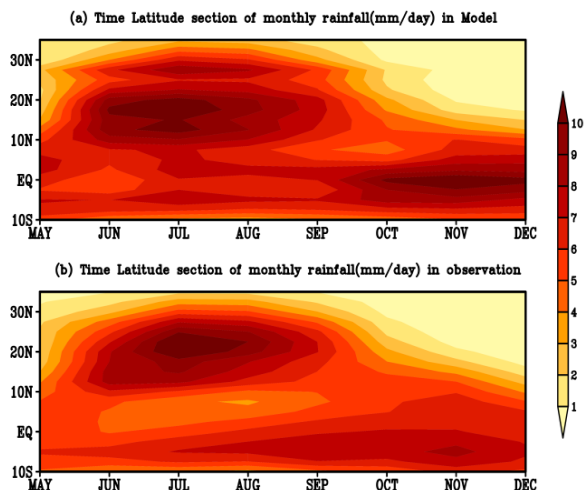 (a) Time Latitude section of monthly rainfall(mm/day) in Model
30N
20N
10N
EQ
10S
MAY JUN JUL AUG SEP OCT NOV DEC
10
9
8
7
6
5
4
3
2
1
(b) Time Latitude section of monthly rainfall(mm/day) in observation
30N
20N
10N
EQ
10S
MAY JUN JUL AUG SEP OCT NOV DEC